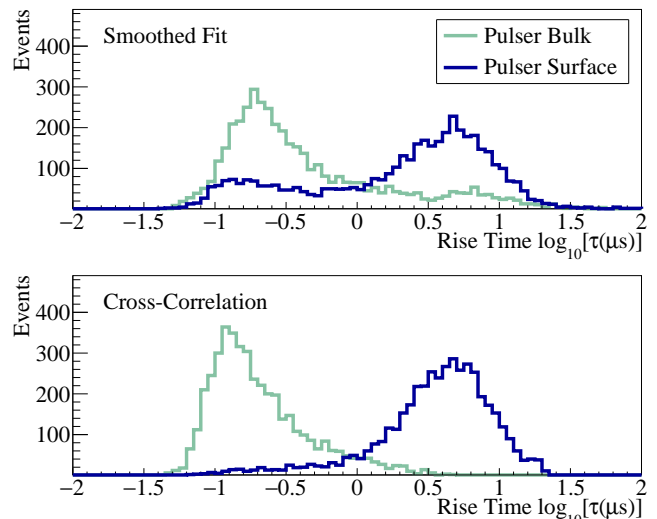 Events
400
300
200
100
Smoothed Fit
Pulser Bulk
Pulser Surface
−2 −1.5 −1 −0.5 0 0.5 1 1.5 2
Rise Time log10[τ(μs)]
Events
400
300
200
100
Cross-Correlation
−2 −1.5 −1 −0.5 0 0.5 1 1.5 2
Rise Time log10[τ(μs)]